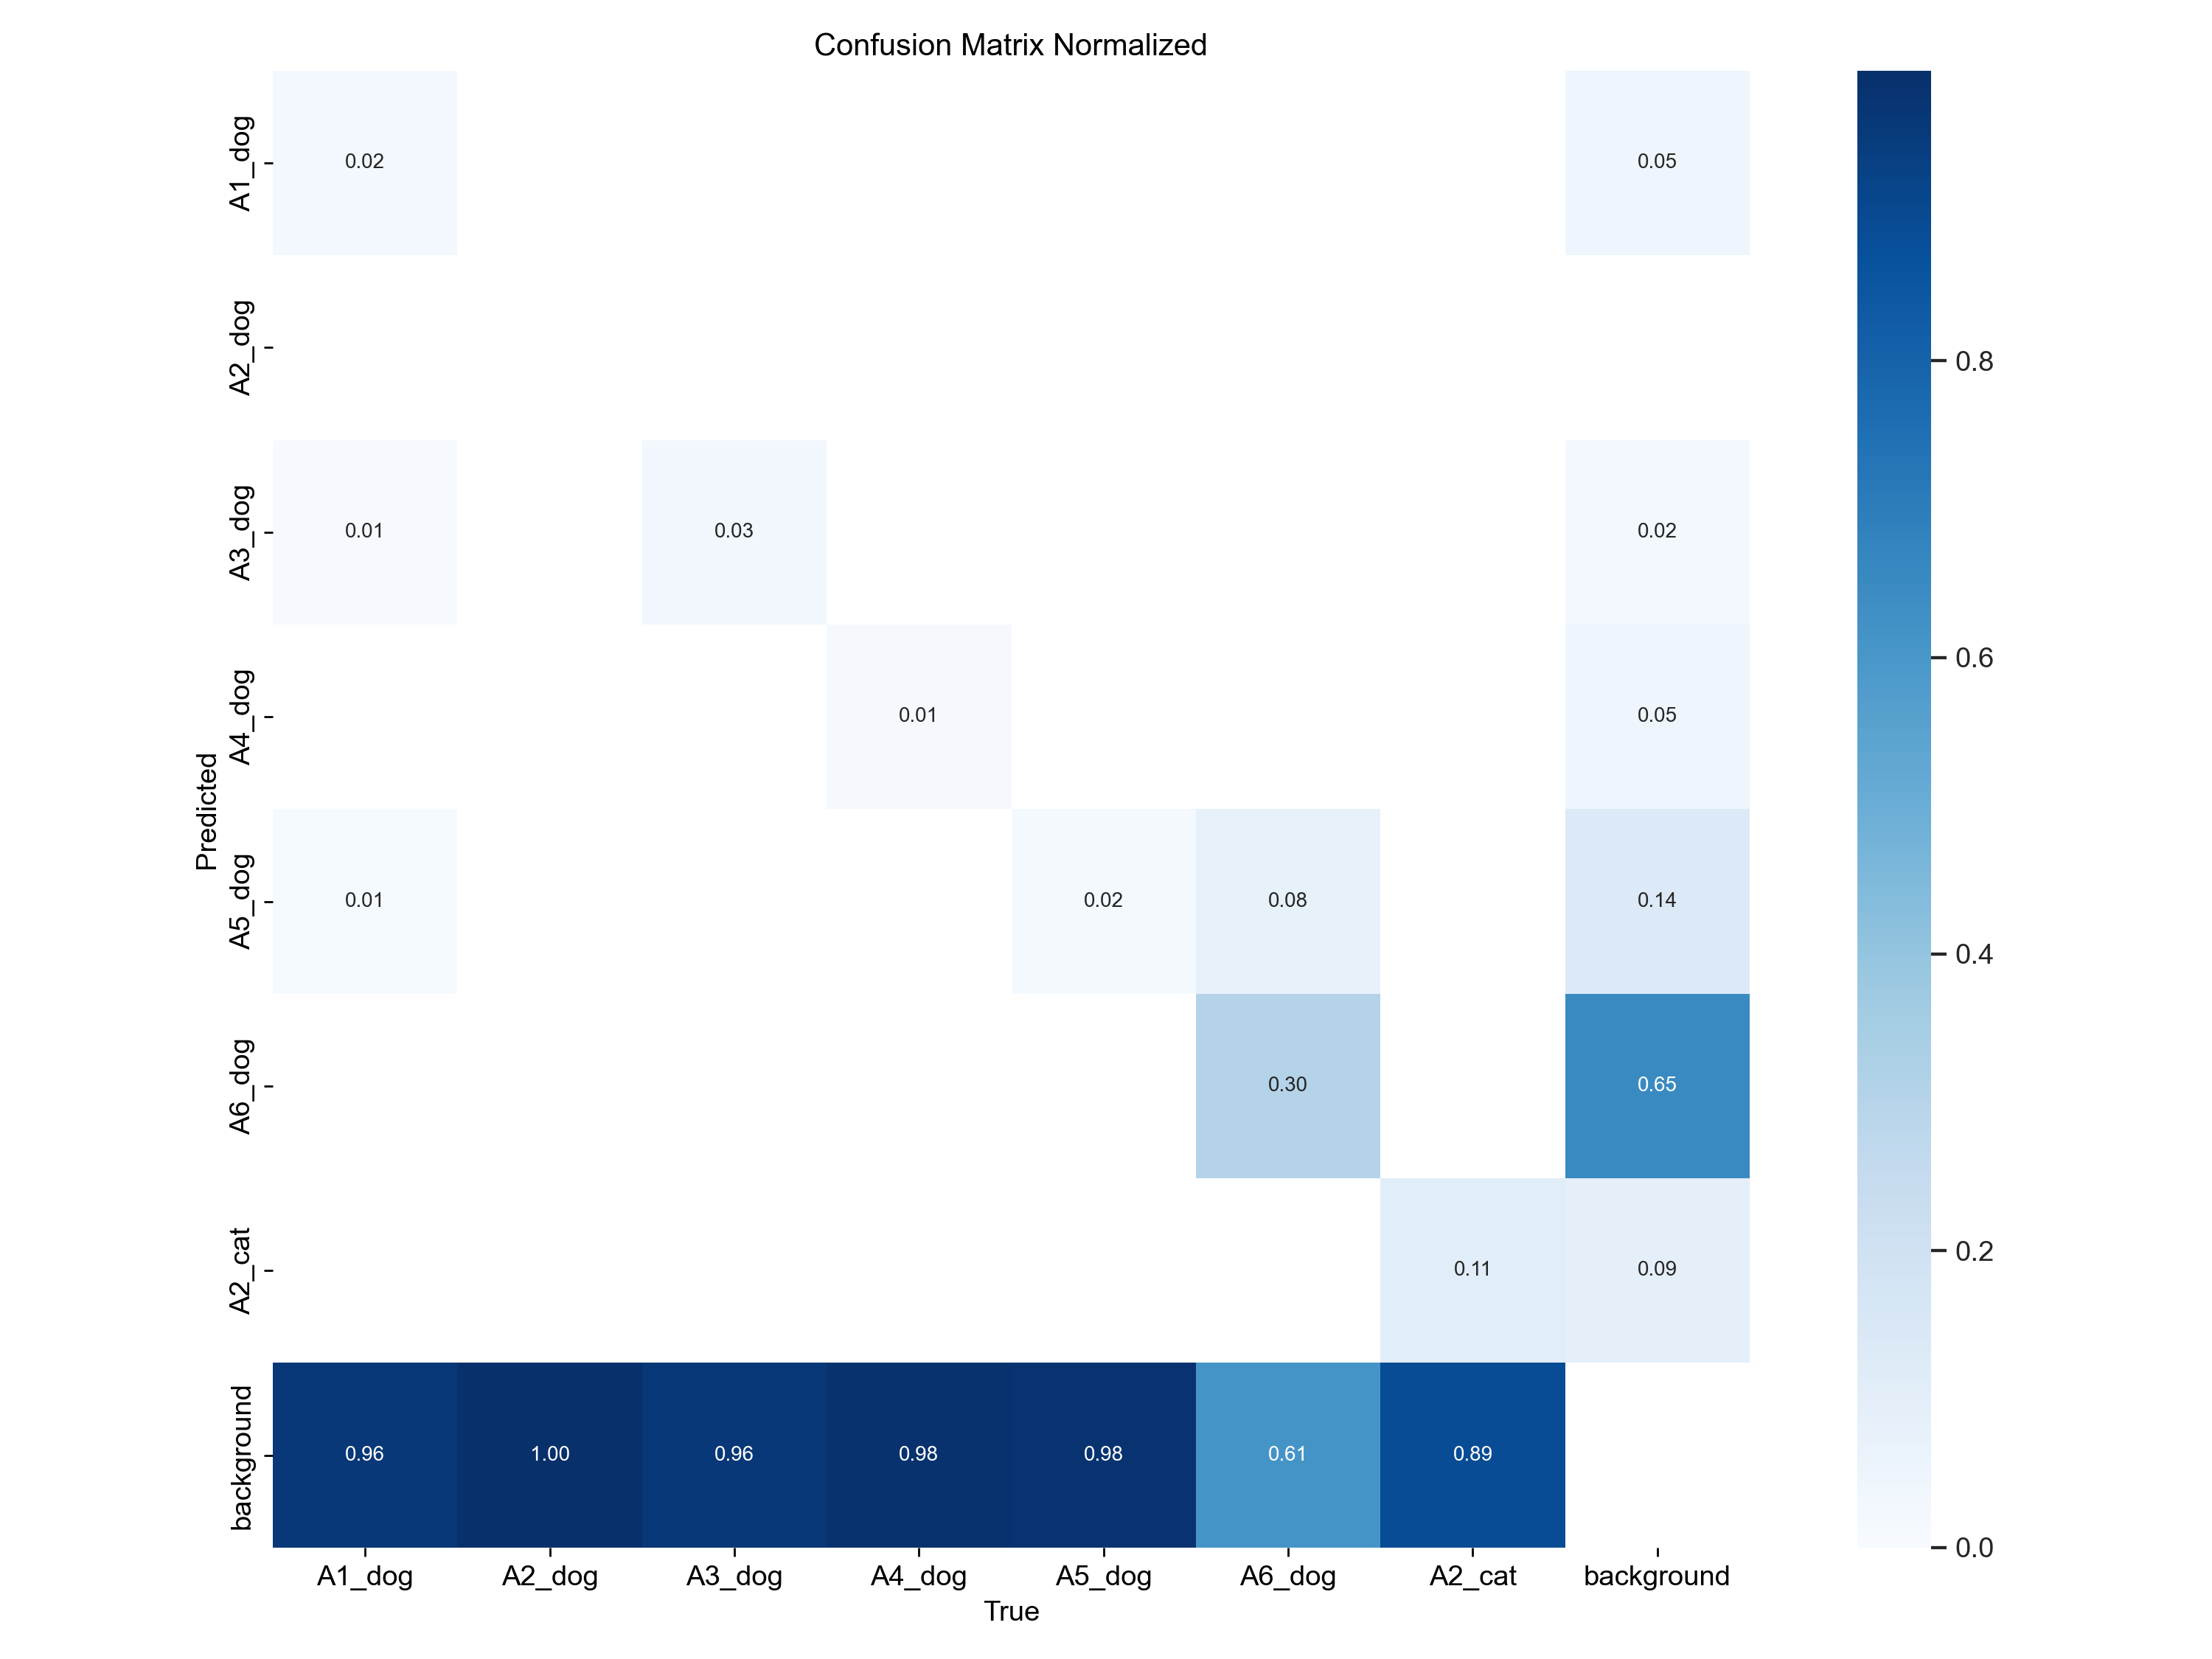 Confusion Matrix Normalized
A1_dog
0.02
0.05
A2_dog
0.8
A3_dog
0.01
0.03
0.02
0.6
A4_dog
0.01
0.05
Predicted
A5_dog
0.01
0.02
0.08
0.14
0.4
A6_dog
0.30
0.65
A2_cat
0.11
0.09
0.2
background
0.96
1.00
0.96
0.98
0.98
0.61
0.89
0.0
A1_dog
A2_dog
A3_dog
A4_dog
A5_dog
A6_dog
A2_cat
background
True